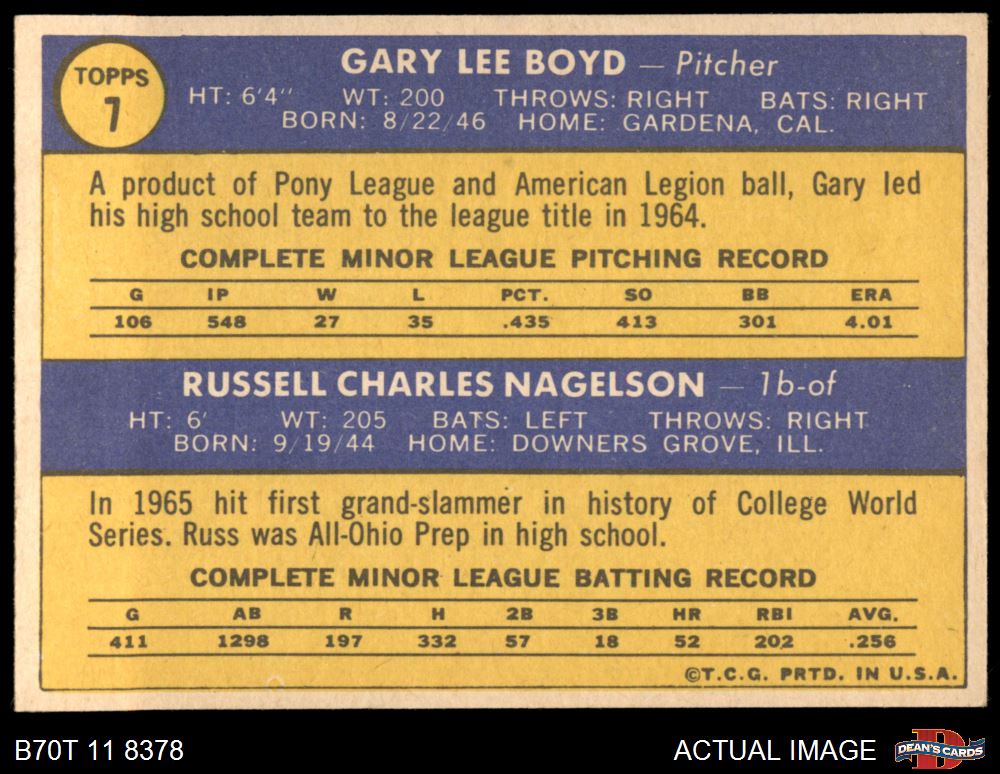 TOPPS
7
GARY LEE BOYD — Pitcher
HT: 6'4" WT: 200 THROWS: RIGHT BATS: RIGHT
BORN: 8/22/46 HOME: GARDENA, CAL.
A product of Pony League and American Legion ball, Gary led
his high school team to the league title in 1964.
COMPLETE MINOR LEAGUE PITCHING RECORD
G IP W L PCT. SO BB ERA
106 548 27 35 .435 413 301 4.01
RUSSELL CHARLES NAGELSON — 1b-of
HT: 6' WT: 205 BATS: LEFT THROWS: RIGHT
BORN: 9/19/44 HOME: DOWNERS GROVE, ILL.
In 1965 hit first grand-slammer in history of College World
Series. Russ was All-Ohio Prep in high school.
COMPLETE MINOR LEAGUE BATTING RECORD
G AB R H 2B 3B HR RBI AVG.
411 1298 197 332 57 18 52 202 .256
©T.C.G. PRTD. IN U.S.A.
B70T 11 8378
ACTUAL IMAGE
DEAN'S CARDS